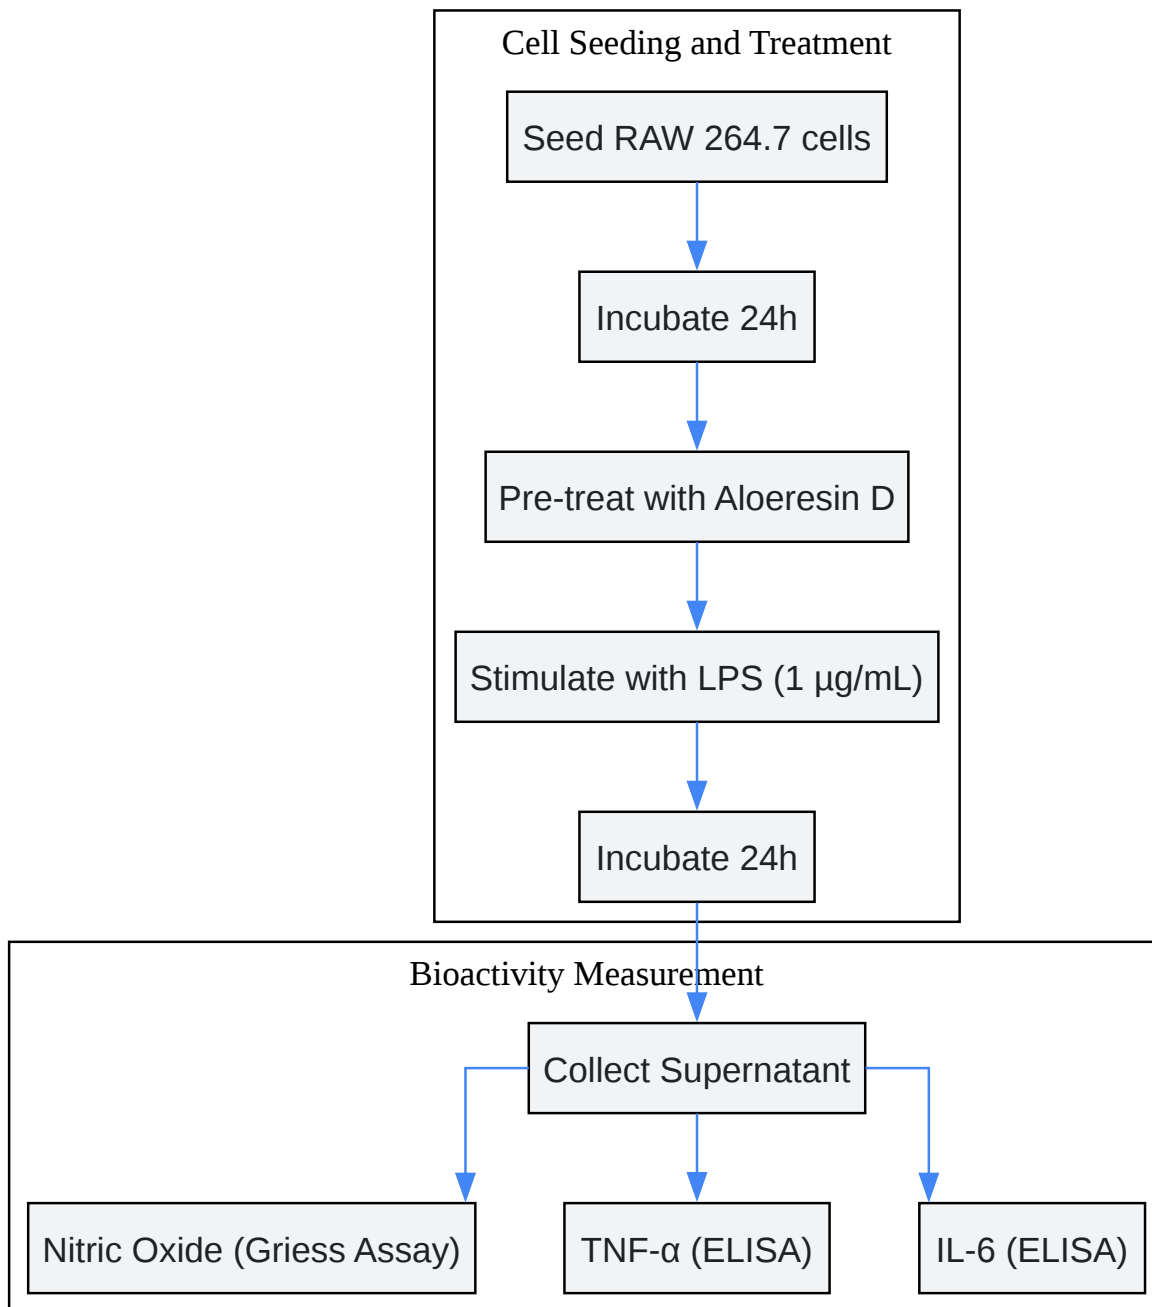 Cell Seeding and Treatment
Seed RAW 264.7 cells
Incubate 24h
Pre-treat with Aloeresin D
Stimulate with LPS (1 µg/mL)
Incubate 24h
Bioactivity Measurement
Collect Supernatant
Nitric Oxide (Griess Assay)
TNF-α (ELISA)
IL-6 (ELISA)